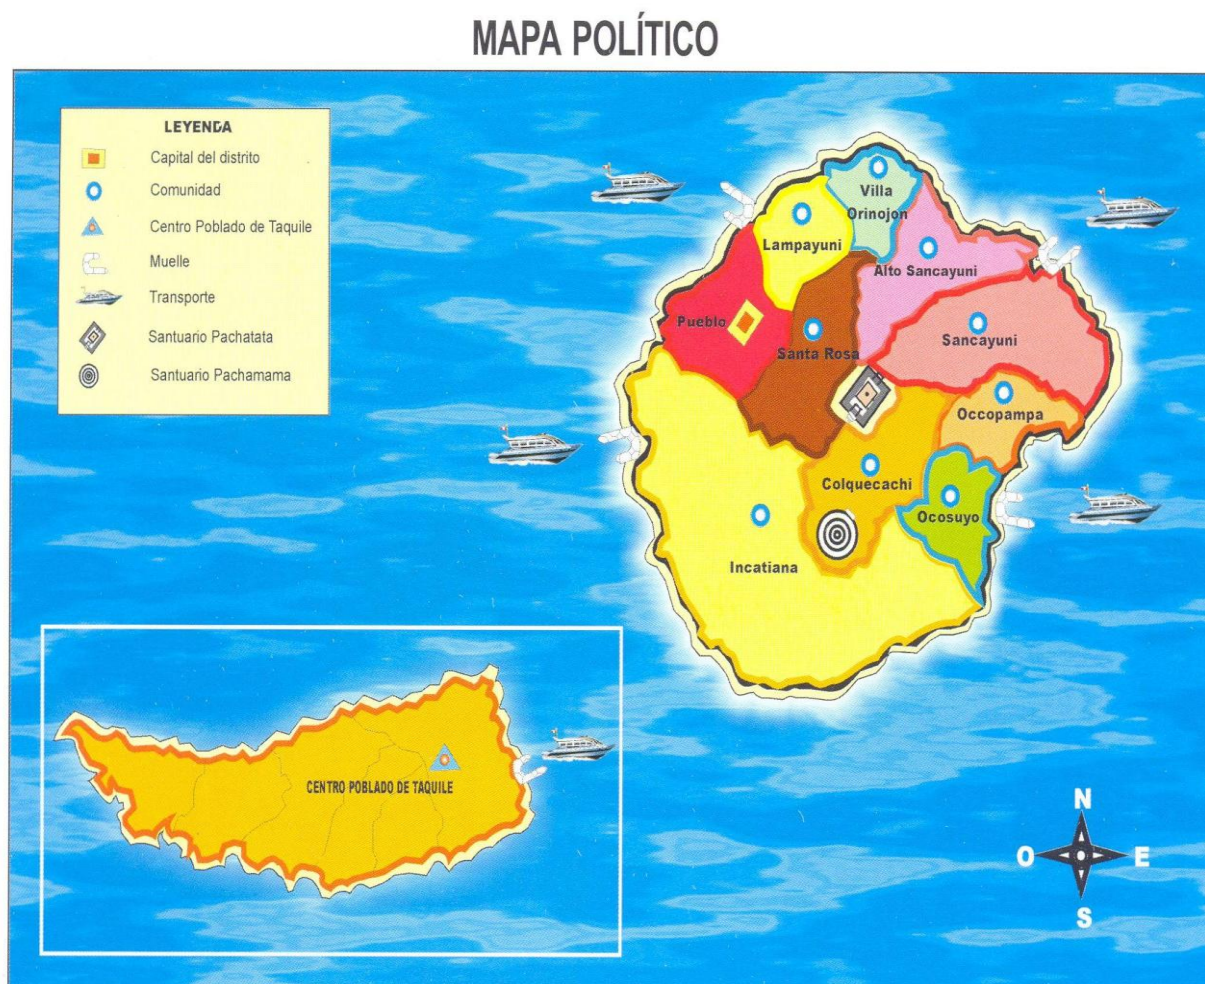 MAPA POLÍTICO
LEYENDA
Capital del distrito
Comunidad
Centro Poblado de Taquile
Muelle
Transporte
Santuario Pachatata
Santuario Pachamama
Villa
Orinojon
Lampayuni
Alto Sancayuni
Pueblo
Santa Rosa
Sancayuni
Occopampa
Colquecachi
Ocosuyo
Incatiana
CENTRO POBLADO DE TAQUILE
N
O
E
S